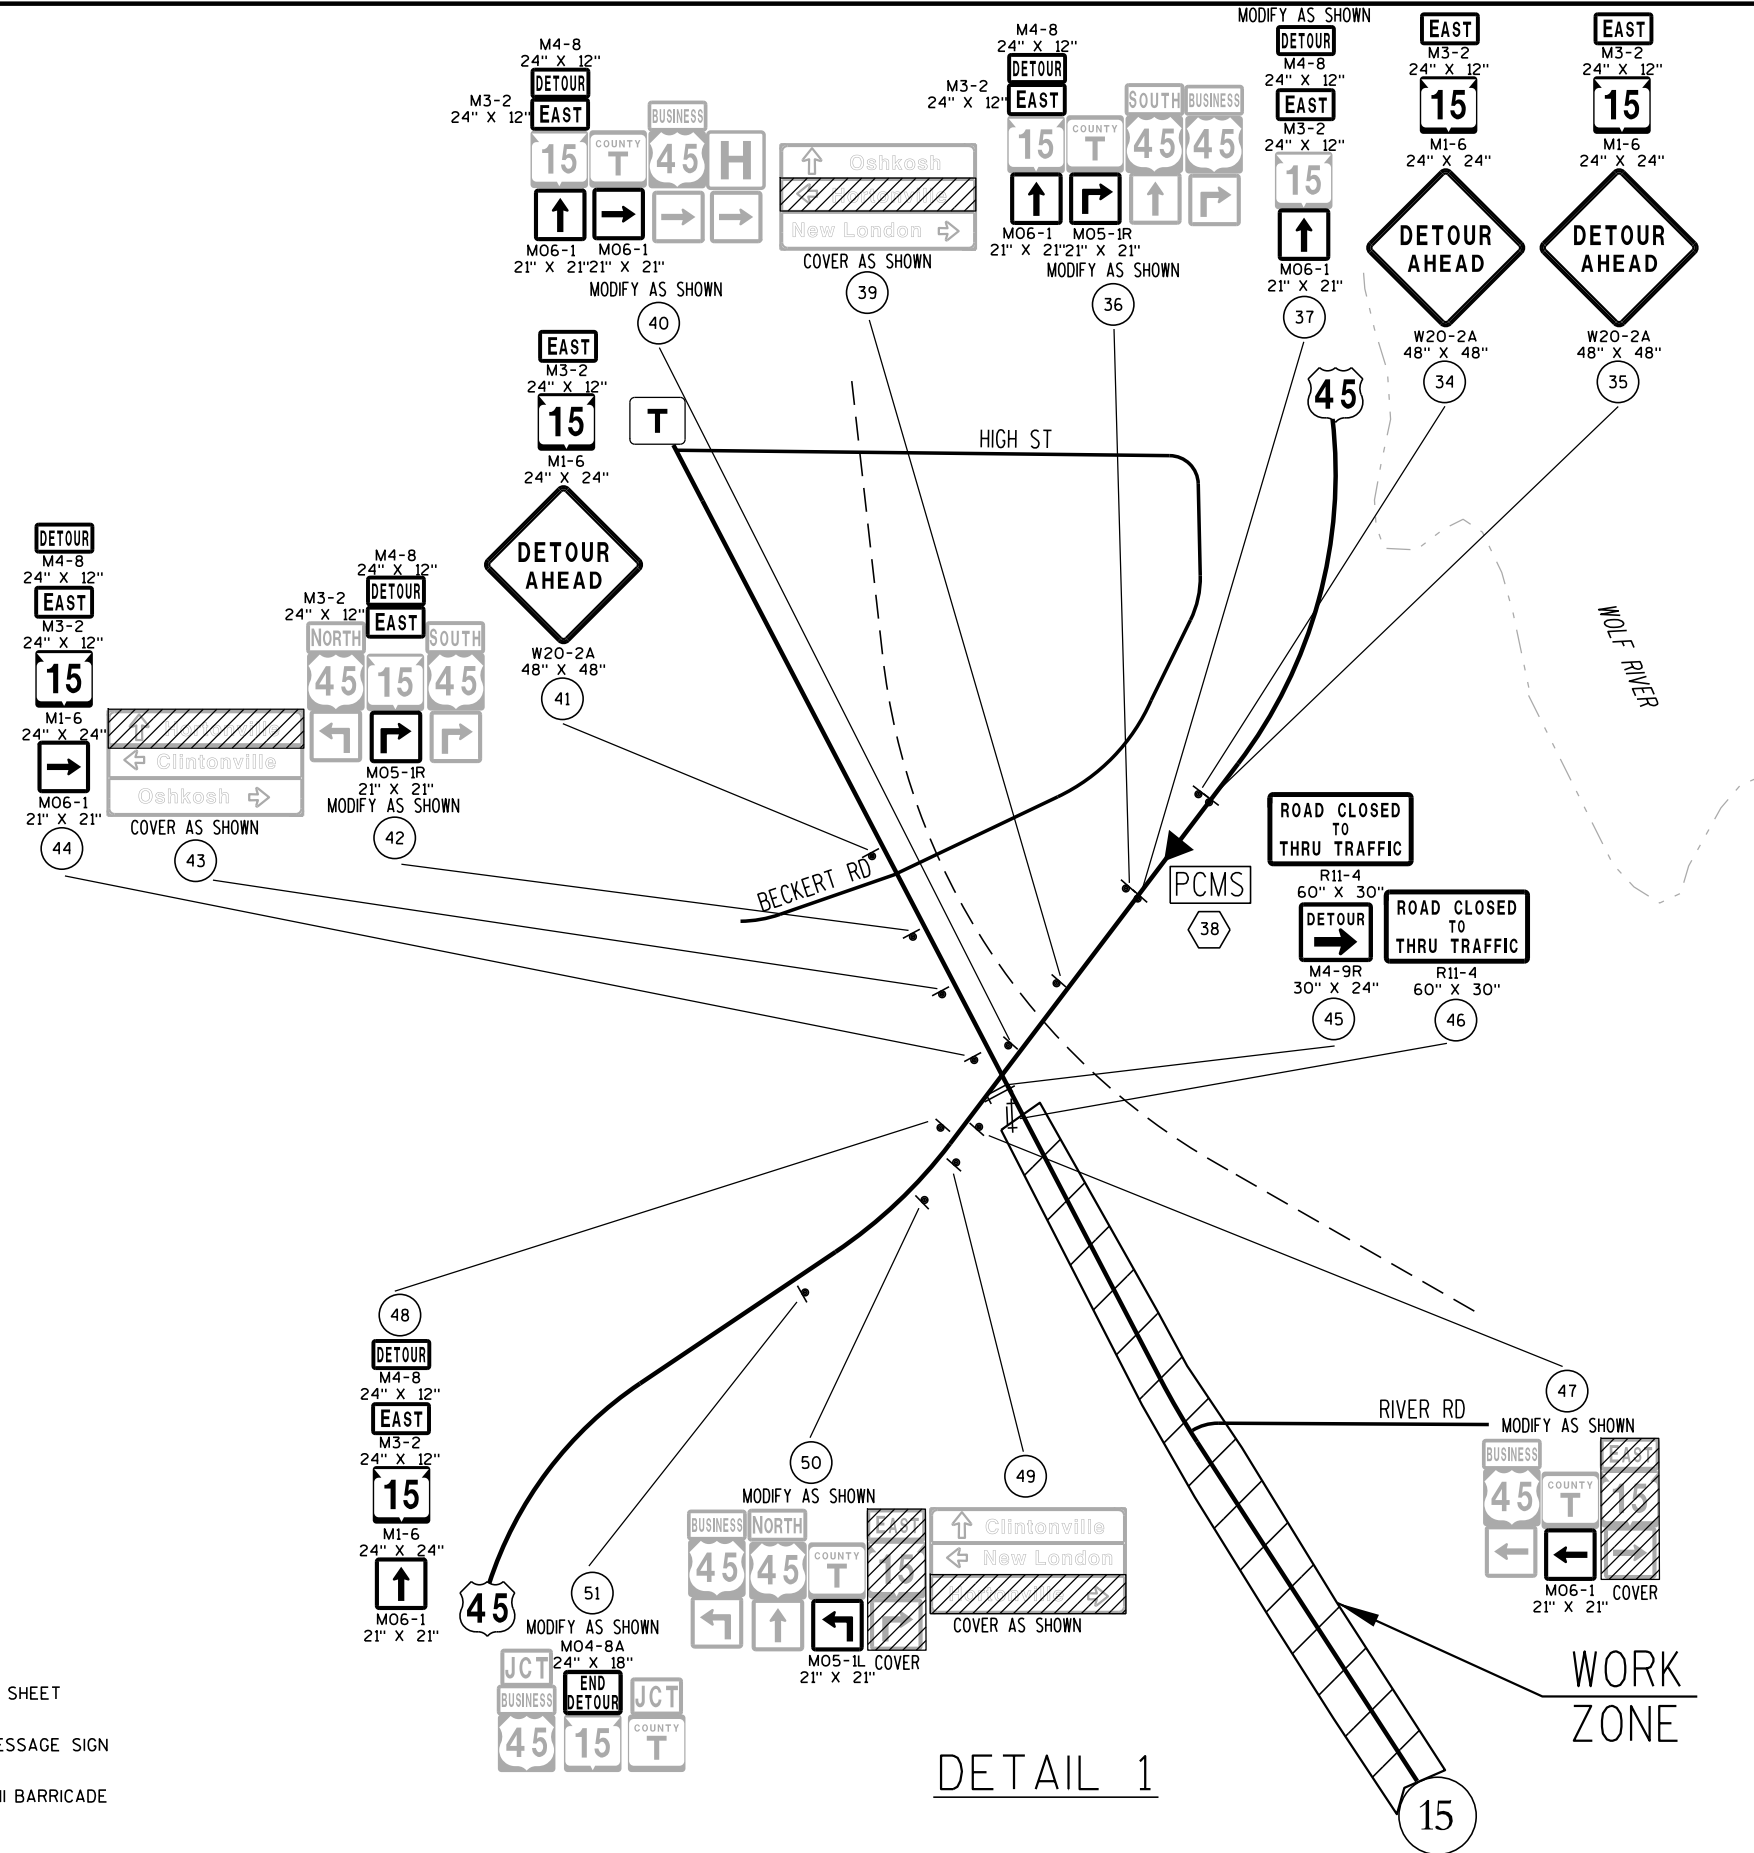 M4-8
24" X 12"
DETOUR
M3-2
24" X 12"
EAST
15
COUNTY
T
BUSINESS
45
H
MO6-1
21" X 21"
MO6-1
21" X 21"
MODIFY AS SHOWN
40
Oshkosh
Hortonville
New London
COVER AS SHOWN
39
M4-8
24" X 12"
DETOUR
M3-2
24" X 12"
EAST
15
COUNTY
T
SOUTH
45
BUSINESS
45
MO6-1
21" X 21"
MO5-1R
21" X 21"
MODIFY AS SHOWN
36
MODIFY AS SHOWN
DETOUR
M4-8
24" X 12"
EAST
M3-2
24" X 12"
15
MO6-1
21" X 21"
37
EAST
M3-2
24" X 12"
15
M1-6
24" X 24"
DETOUR
AHEAD
W20-2A
48" X 48"
34
EAST
M3-2
24" X 12"
15
M1-6
24" X 24"
DETOUR
AHEAD
W20-2A
48" X 48"
35
EAST
M3-2
24" X 12"
15
M1-6
24" X 24"
DETOUR
AHEAD
W20-2A
48" X 48"
41
T
HIGH ST
45
WOLF RIVER
DETOUR
M4-8
24" X 12"
EAST
M3-2
24" X 12"
15
M1-6
24" X 24"
MO6-1
21" X 21"
44
Hortonville
Clintonville
Oshkosh
COVER AS SHOWN
43
M4-8
24" X 12"
DETOUR
M3-2
24" X 12"
EAST
NORTH
45
15
SOUTH
45
MO5-1R
21" X 21"
MODIFY AS SHOWN
42
BECKERT RD
PCMS
38
ROAD CLOSED
TO
THRU TRAFFIC
R11-4
60" X 30"
DETOUR
M4-9R
30" X 24"
45
ROAD CLOSED
TO
THRU TRAFFIC
R11-4
60" X 30"
46
48
DETOUR
M4-8
24" X 12"
EAST
M3-2
24" X 12"
15
M1-6
24" X 24"
MO6-1
21" X 21"
45
51
MODIFY AS SHOWN
MO4-8A
24" X 18"
JCT
BUSINESS
45
END
DETOUR
15
JCT
COUNTY
T
50
MODIFY AS SHOWN
BUSINESS
45
NORTH
45
COUNTY
T
EAST
15
MO5-1L
21" X 21"
COVER
49
Clintonville
New London
Hortonville
COVER AS SHOWN
RIVER RD
47
MODIFY AS SHOWN
BUSINESS
45
COUNTY
T
EAST
15
MO6-1
21" X 21"
COVER
WORK
ZONE
15
DETAIL 1
SHEET
ESSAGE SIGN
II BARRICADE